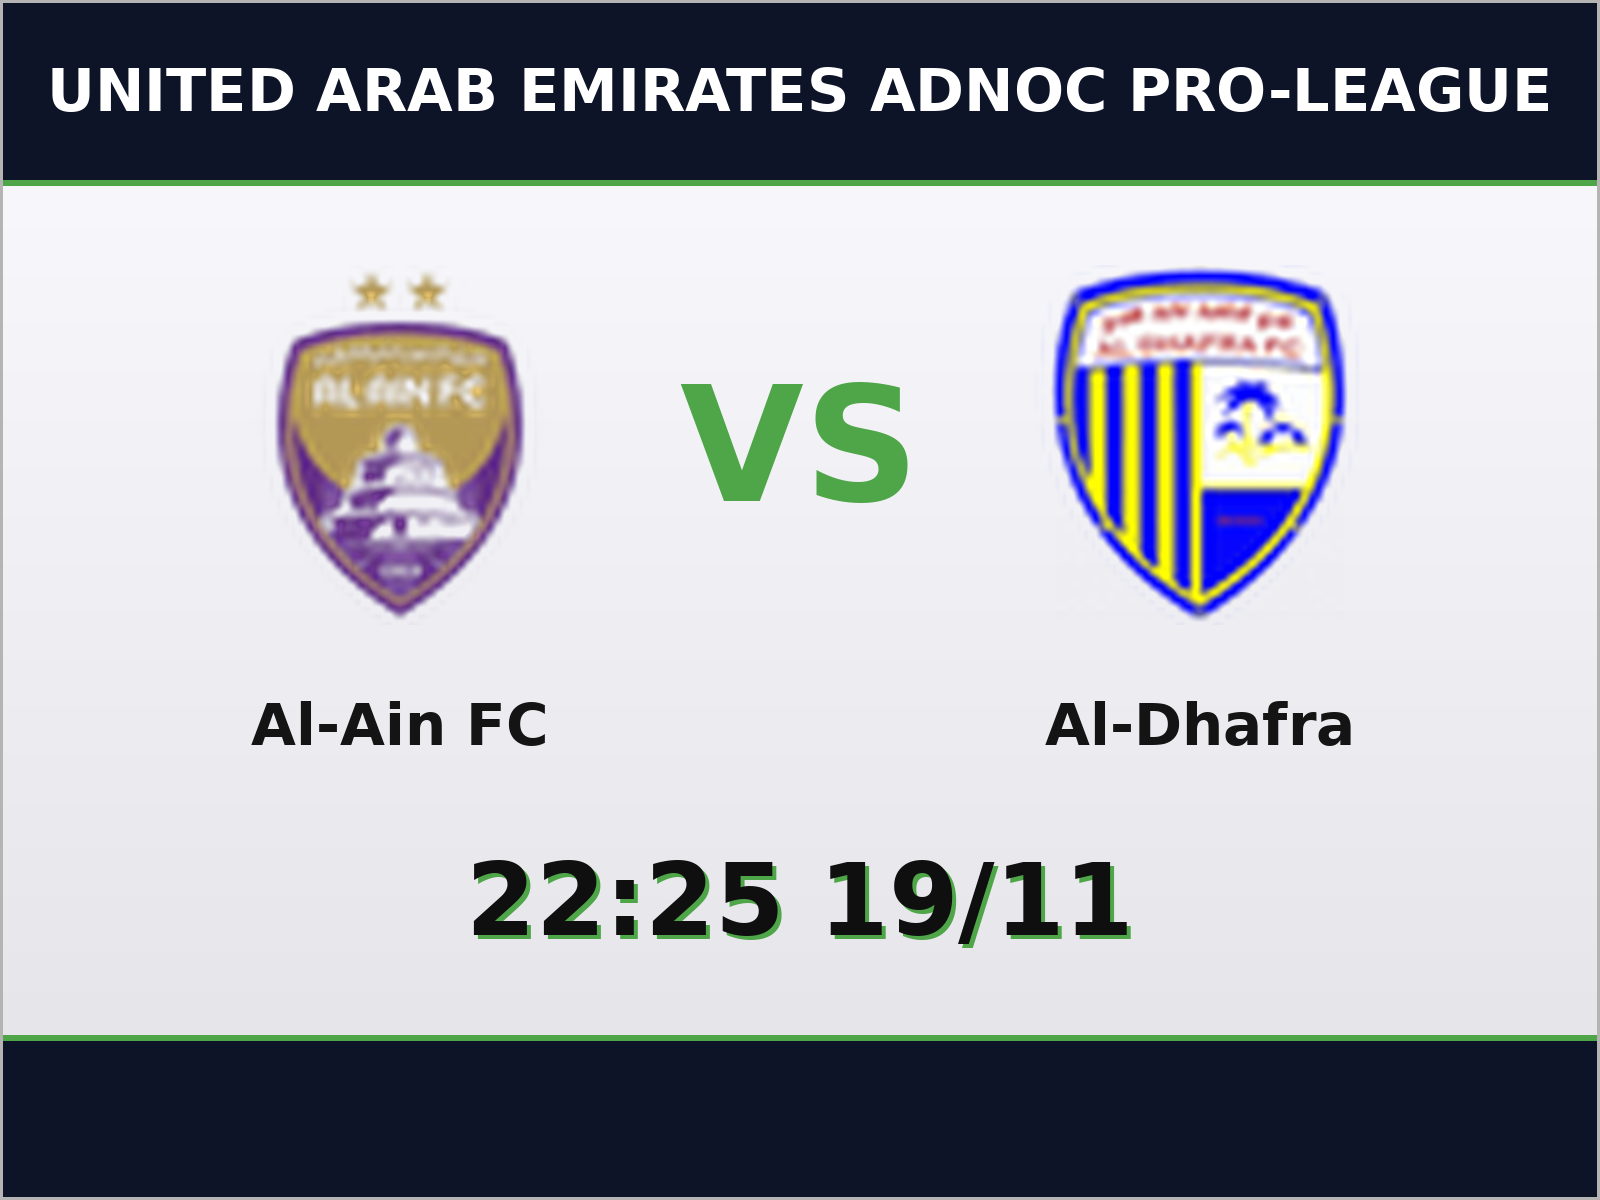 UNITED ARAB EMIRATES ADNOC PRO-LEAGUE
AL AIN FC
AL DHAFRA FC
VS
Al-Ain FC
Al-Dhafra
22:25 19/11